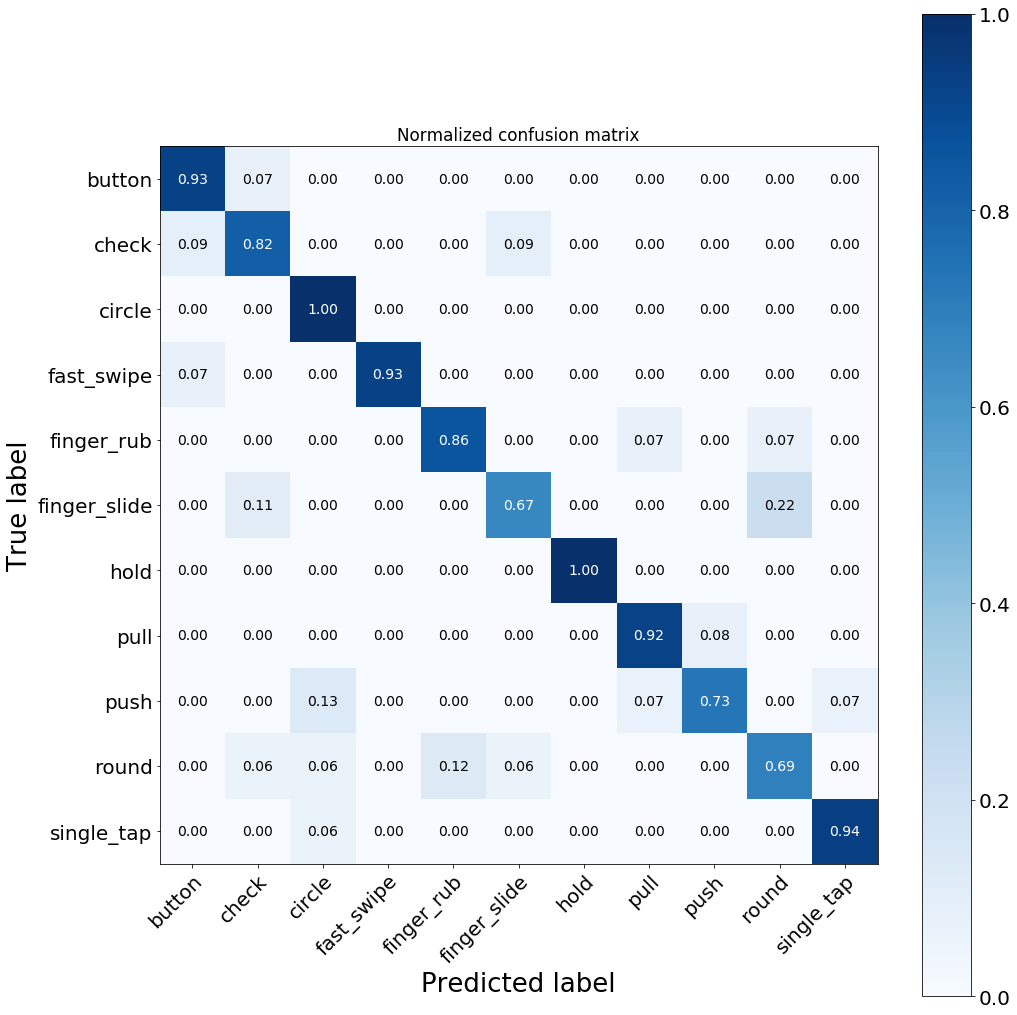 Normalized confusion matrix
button 0.93 0.07 0.00 0.00 0.00 0.00 0.00 0.00 0.00 0.00 0.00
check 0.09 0.82 0.00 0.00 0.00 0.09 0.00 0.00 0.00 0.00 0.00
circle 0.00 0.00 1.00 0.00 0.00 0.00 0.00 0.00 0.00 0.00 0.00
fast_swipe 0.07 0.00 0.00 0.93 0.00 0.00 0.00 0.00 0.00 0.00 0.00
finger_rub 0.00 0.00 0.00 0.00 0.86 0.00 0.00 0.07 0.00 0.07 0.00
finger_slide 0.00 0.11 0.00 0.00 0.00 0.67 0.00 0.00 0.00 0.22 0.00
hold 0.00 0.00 0.00 0.00 0.00 0.00 1.00 0.00 0.00 0.00 0.00
pull 0.00 0.00 0.00 0.00 0.00 0.00 0.00 0.92 0.08 0.00 0.00
push 0.00 0.00 0.13 0.00 0.00 0.00 0.00 0.07 0.73 0.00 0.07
round 0.00 0.06 0.06 0.00 0.12 0.06 0.00 0.00 0.00 0.69 0.00
single_tap 0.00 0.00 0.06 0.00 0.00 0.00 0.00 0.00 0.00 0.00 0.94
button check circle fast_swipe finger_rub finger_slide hold pull push round single_tap
True label
Predicted label
1.0
0.8
0.6
0.4
0.2
0.0